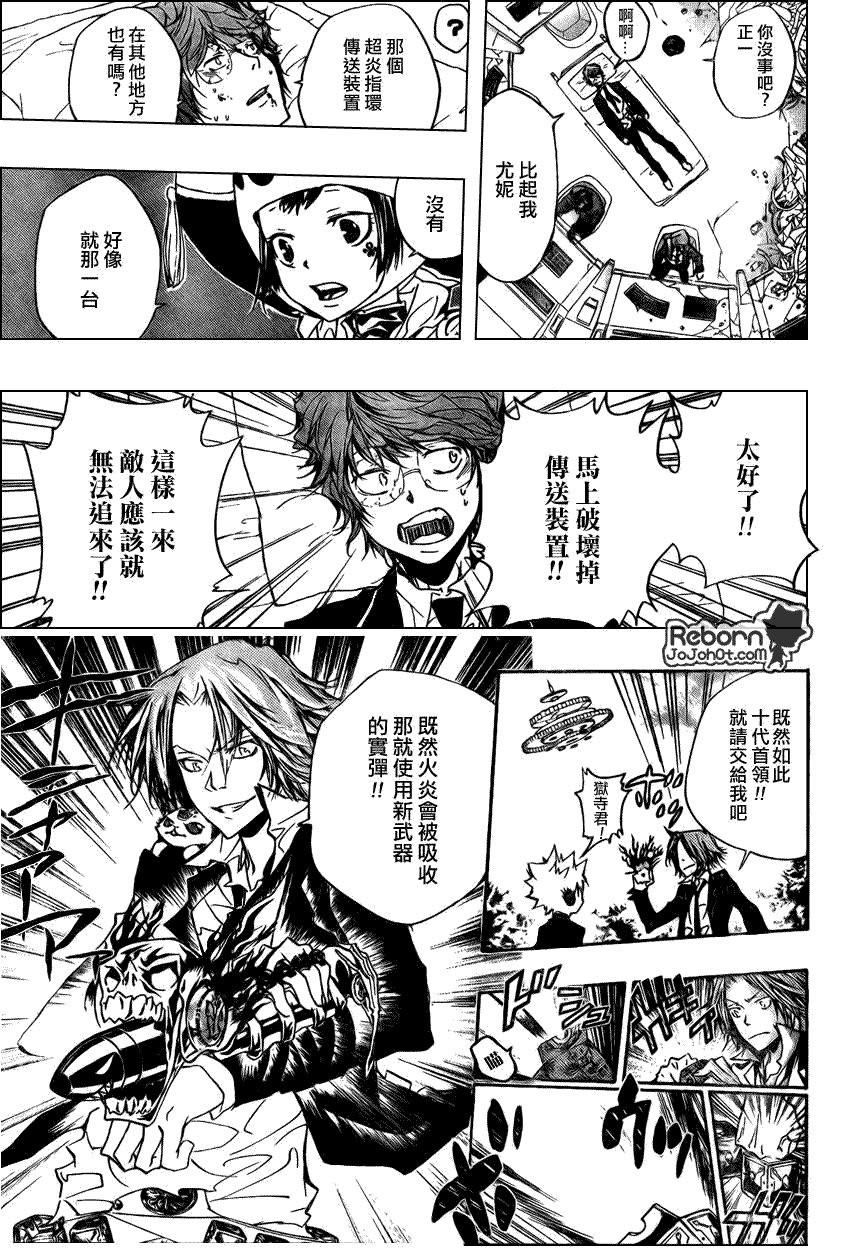 你沒事吧？
正一
啊啊…
比起我
尤妮
？
那個
超炎指環
傳送裝置
在其他地方
也有嗎？
沒有
好像
就那一台
太好了!!
馬上破壞掉
傳送裝置!!
這樣一來
敵人應該就
無法追來了!!
Reborn
JoJoHOt.com
既然如此
十代首領!!
就請交給我吧
獄寺君！
ボボ
喵
既然火炎會被吸收
那就使用新武器
的實彈!!